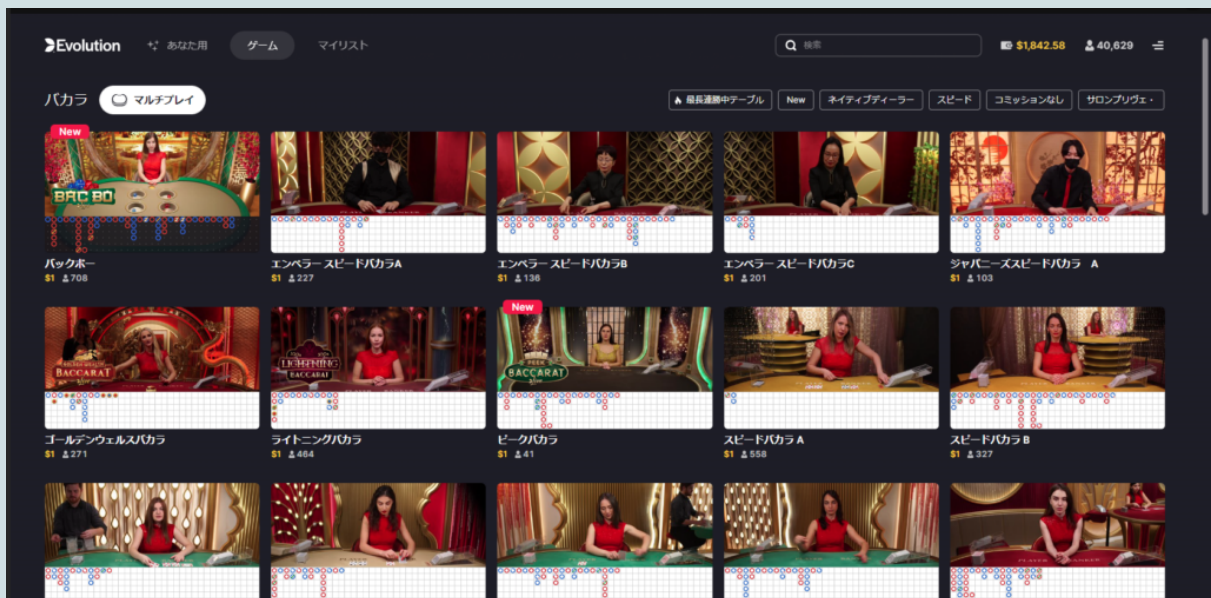 Evolution あなた用 ゲーム マイリスト 検索 $1,842.58 40,629
バカラ マルチプレイ 最長連勝中テーブル New ネイティブディーラー スピード コミッションなし サロンプリヴェ・
New
BAC BO
バックボー
$1 708
エンペラー スピードバカラA
$1 227
エンペラー スピードバカラB
$1 136
エンペラー スピードバカラC
$1 201
ジャパニーズスピードバカラ A
$1 103
BACCARAT
ゴールデンウェルスバカラ
$1 271
LIGHTNING
BACCARAT
ライトニングバカラ
$1 464
New
PEEK
BACCARAT
ピークバカラ
$1 41
スピードバカラ A
$1 558
スピードバカラ B
$1 327